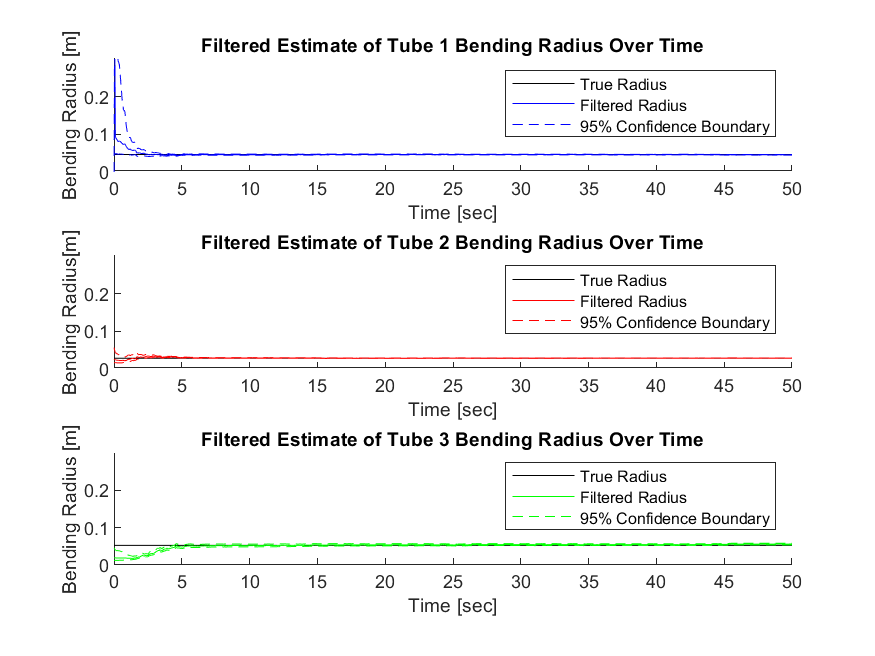 Filtered Estimate of Tube 1 Bending Radius Over Time
Bending Radius [m]
0.2
0.1
0
True Radius
Filtered Radius
95% Confidence Boundary
0 5 10 15 20 25 30 35 40 45 50
Time [sec]
Filtered Estimate of Tube 2 Bending Radius Over Time
Bending Radius[m]
0.2
0.1
0
True Radius
Filtered Radius
95% Confidence Boundary
0 5 10 15 20 25 30 35 40 45 50
Time [sec]
Filtered Estimate of Tube 3 Bending Radius Over Time
Bending Radius [m]
0.2
0.1
0
True Radius
Filtered Radius
95% Confidence Boundary
0 5 10 15 20 25 30 35 40 45 50
Time [sec]